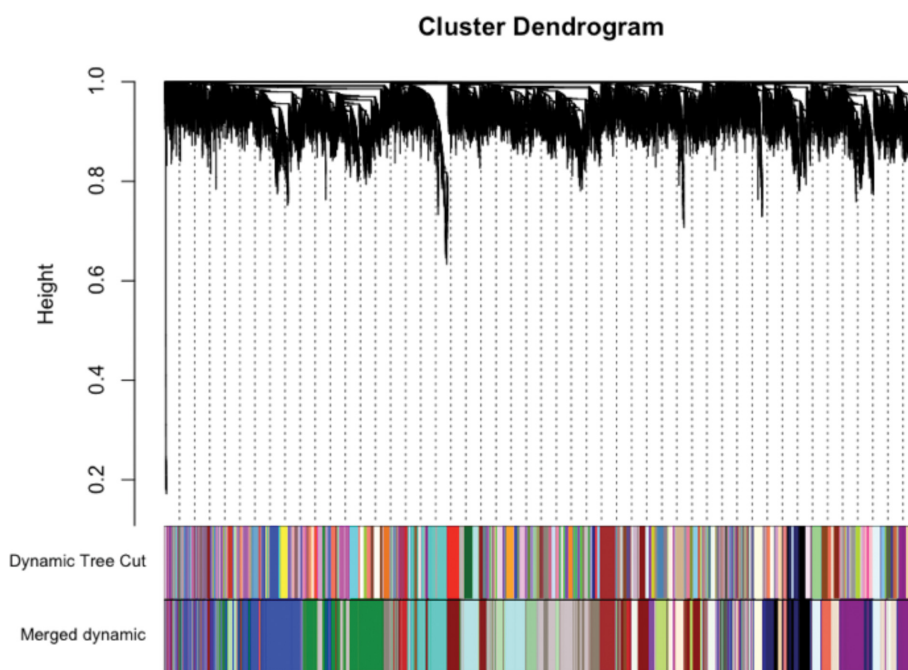 Cluster Dendrogram
1.0
0.8
0.6
0.4
0.2
Height
Dynamic Tree Cut
Merged dynamic